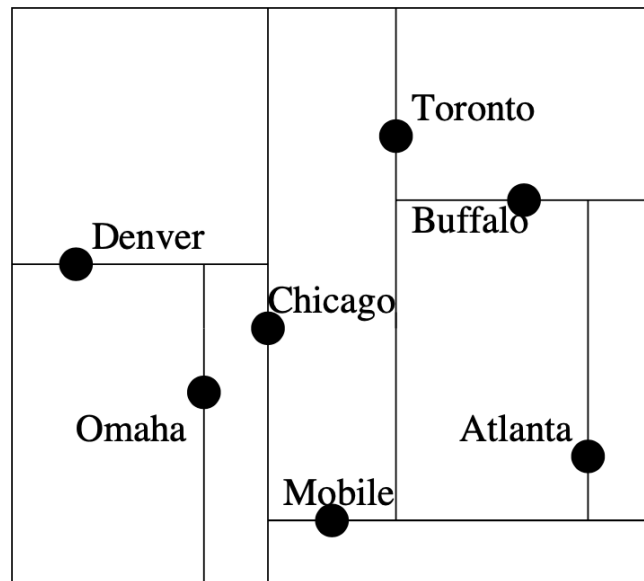 Toronto
Buffalo
Denver
Chicago
Omaha
Atlanta
Mobile